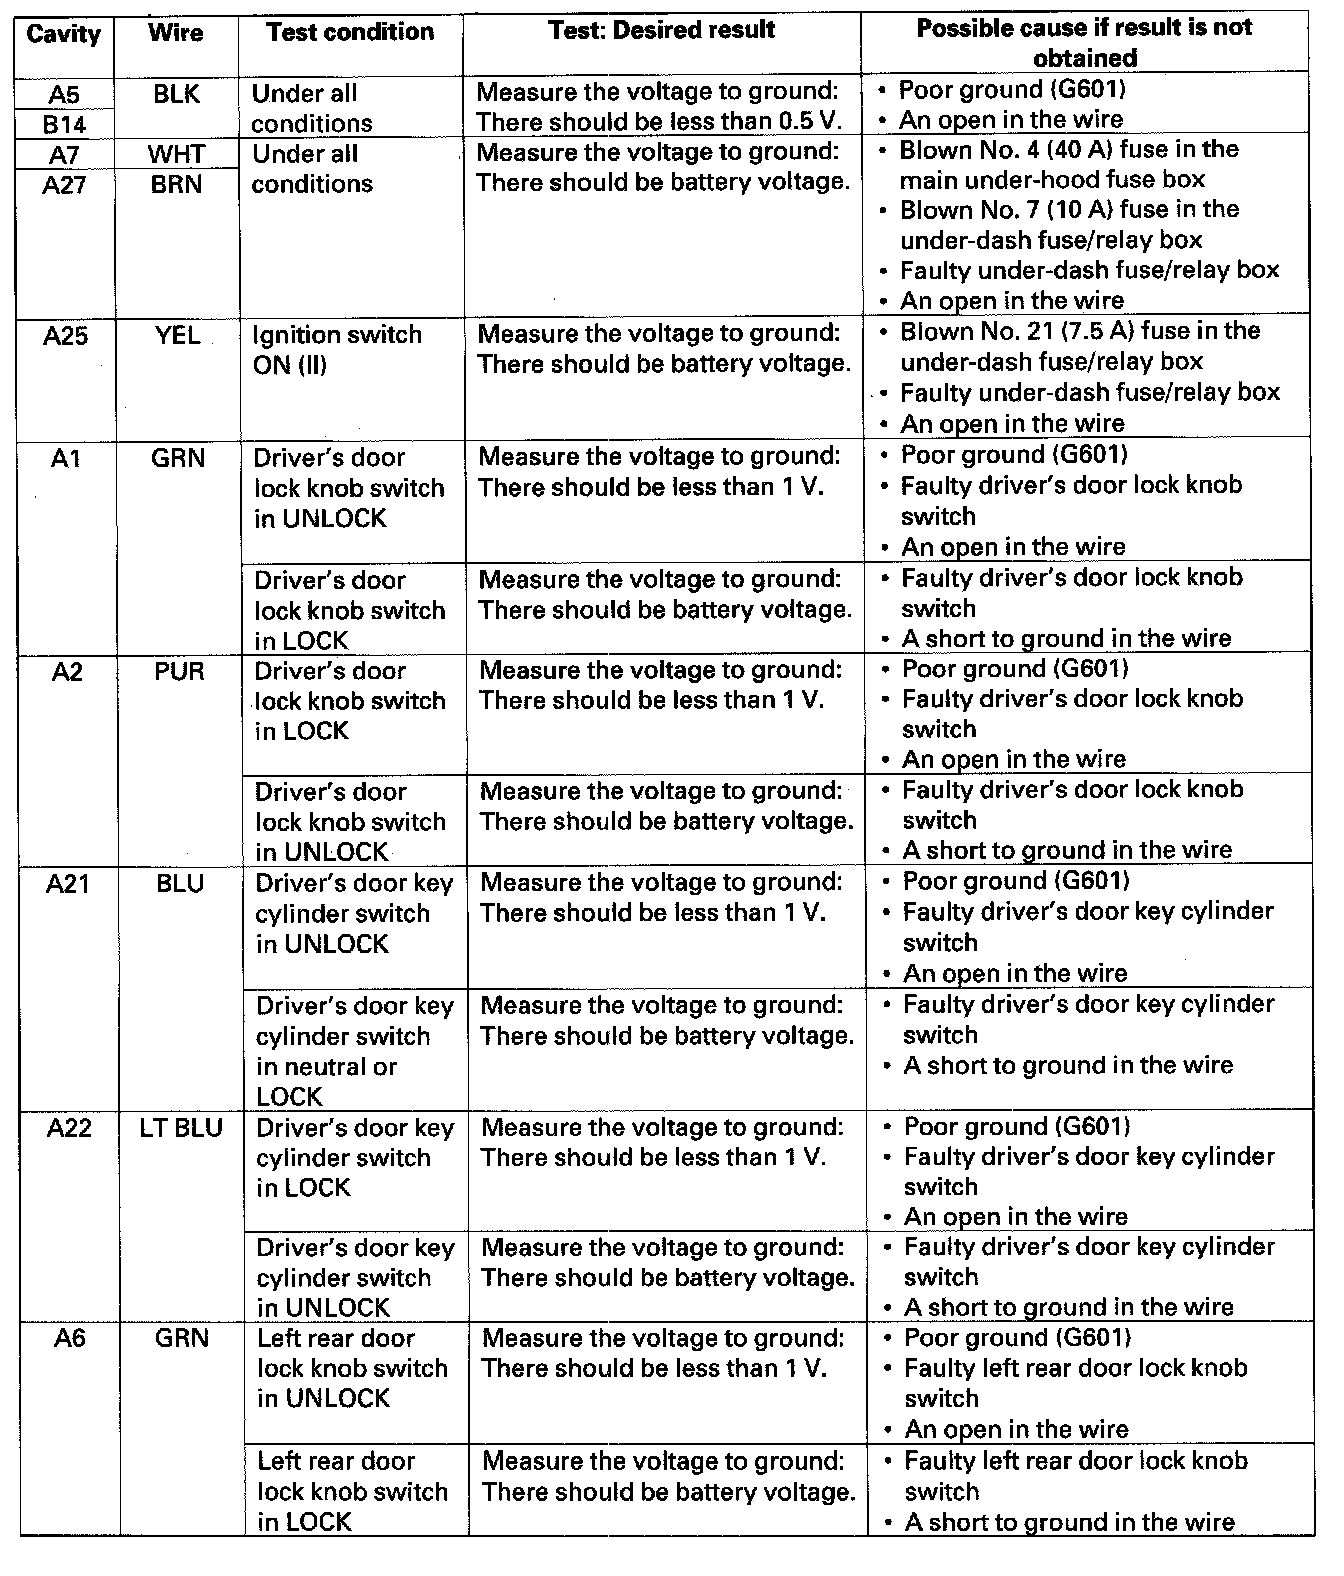 Cavity Wire Test condition Test: Desired result Possible cause if result is not
obtained
A5 BLK Under all Measure the voltage to ground: • Poor ground (G601)
B14 conditions There should be less than 0.5 V. • An open in the wire
A7 WHT Under all Measure the voltage to ground: • Blown No. 4 (40 A) fuse in the
A27 BRN conditions There should be battery voltage. main under-hood fuse box
• Blown No. 7 (10 A) fuse in the
under-dash fuse/relay box
• Faulty under-dash fuse/relay box
• An open in the wire
A25 YEL Ignition switch Measure the voltage to ground: • Blown No. 21 (7.5 A) fuse in the
ON (II) There should be battery voltage. under-dash fuse/relay box
• Faulty under-dash fuse/relay box
• An open in the wire
A1 GRN Driver's door Measure the voltage to ground: • Poor ground (G601)
lock knob switch There should be less than 1 V. • Faulty driver's door lock knob
in UNLOCK switch
• An open in the wire
Driver's door Measure the voltage to ground: • Faulty driver's door lock knob
lock knob switch There should be battery voltage. switch
in LOCK • A short to ground in the wire
A2 PUR Driver's door Measure the voltage to ground: • Poor ground (G601)
lock knob switch There should be less than 1 V. • Faulty driver's door lock knob
in LOCK switch
• An open in the wire
Driver's door Measure the voltage to ground: • Faulty driver's door lock knob
lock knob switch There should be battery voltage. switch
in UNLOCK • A short to ground in the wire
A21 BLU Driver's door key Measure the voltage to ground: • Poor ground (G601)
cylinder switch There should be less than 1 V. • Faulty driver's door key cylinder
in UNLOCK switch
• An open in the wire
Driver's door key Measure the voltage to ground: • Faulty driver's door key cylinder
cylinder switch There should be battery voltage. switch
in neutral or • A short to ground in the wire
LOCK
A22 LT BLU Driver's door key Measure the voltage to ground: • Poor ground (G601)
cylinder switch There should be less than 1 V. • Faulty driver's door key cylinder
in LOCK switch
• An open in the wire
Driver's door key Measure the voltage to ground: • Faulty driver's door key cylinder
cylinder switch There should be battery voltage. switch
in UNLOCK • A short to ground in the wire
A6 GRN Left rear door Measure the voltage to ground: • Poor ground (G601)
lock knob switch There should be less than 1 V. • Faulty left rear door lock knob
in UNLOCK switch
• An open in the wire
Left rear door Measure the voltage to ground: • Faulty left rear door lock knob
lock knob switch There should be battery voltage. switch
in LOCK • A short to ground in the wire